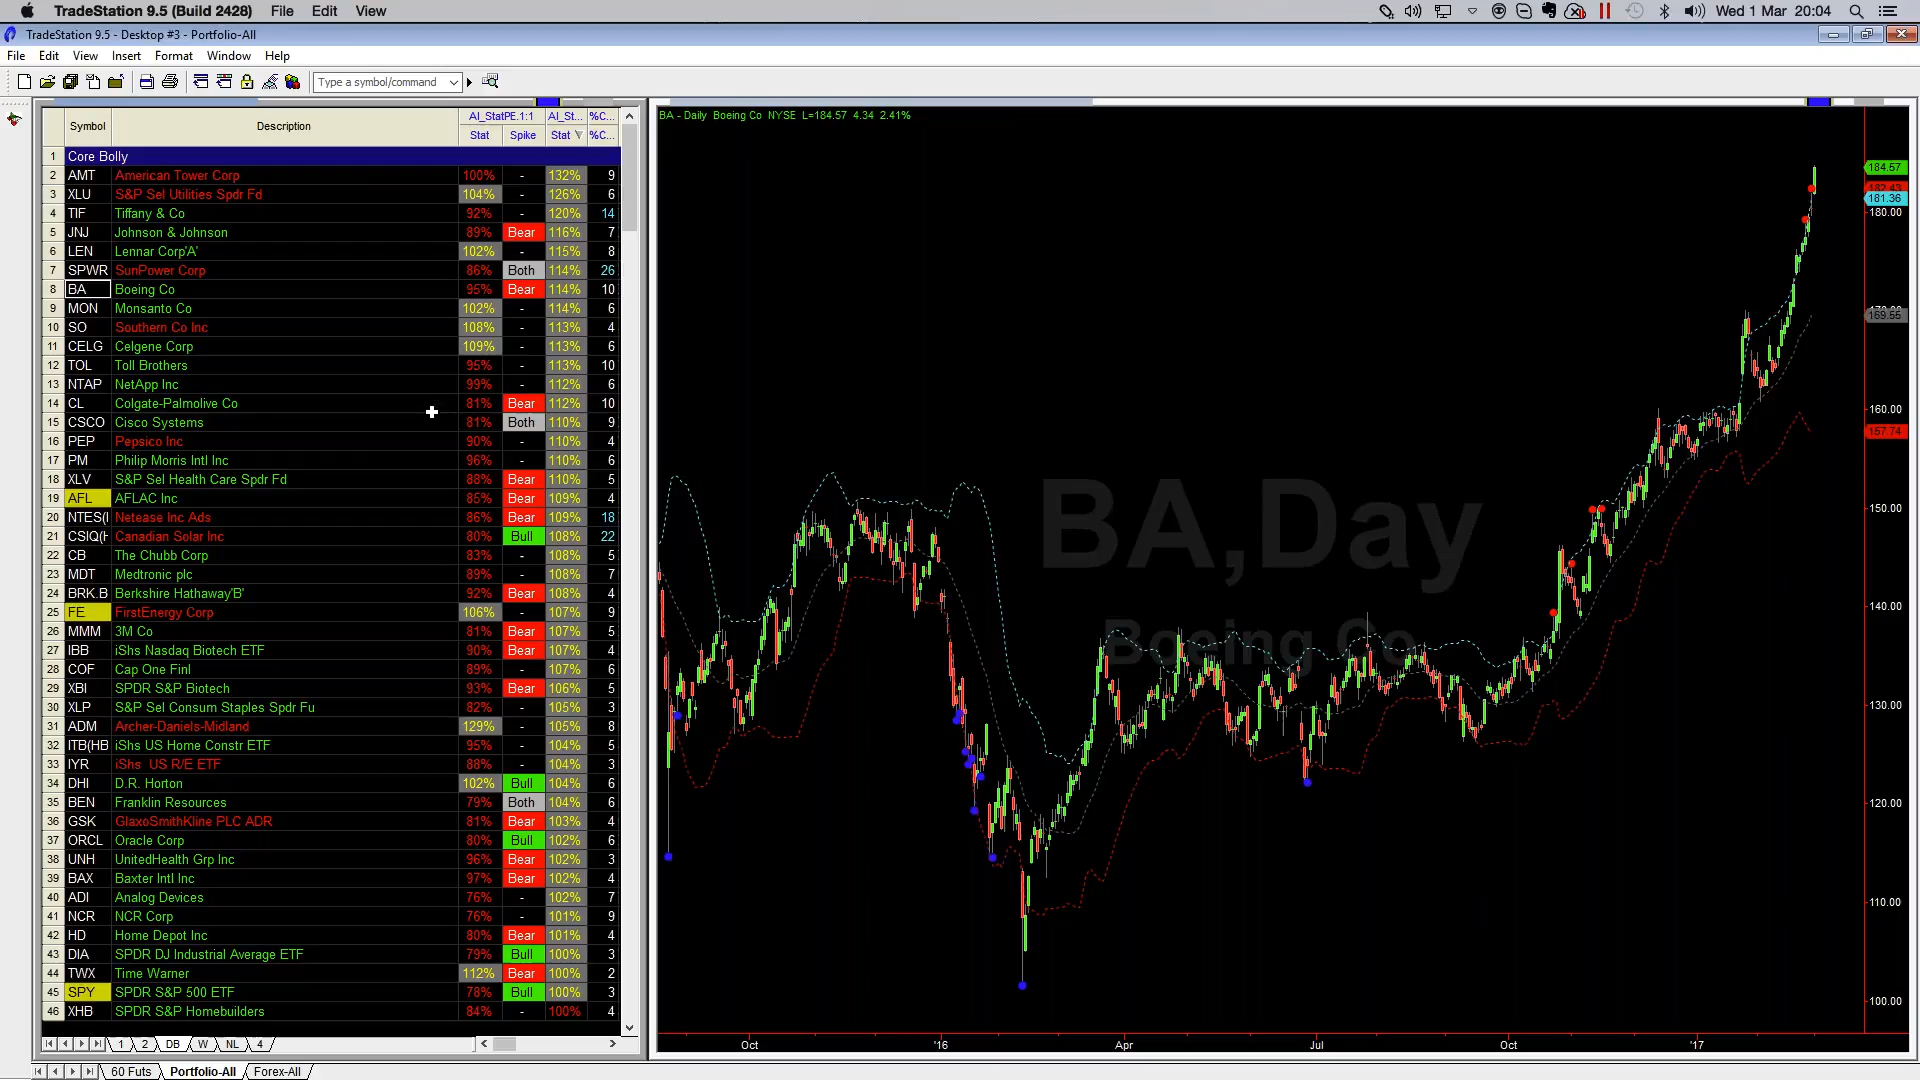 TradeStation 9.5 (Build 2428) File Edit View Wed 1 Mar 20:04
TradeStation 9.5 - Desktop #3 - Portfolio-All
File Edit View Insert Format Window Help
Type a symbol/command
Symbol Description AI_StatPE.1:1 AI_St... %C...
Stat Spike Stat %C...
1 Core Bolly
2 AMT American Tower Corp 100% - 132% 9
3 XLU S&P Sel Utilities Spdr Fd 104% - 126% 6
4 TIF Tiffany & Co 92% - 120% 14
5 JNJ Johnson & Johnson 89% Bear 116% 7
6 LEN Lennar Corp'A' 102% - 115% 8
7 SPWR SunPower Corp 86% Both 114% 26
8 BA Boeing Co 95% Bear 114% 10
9 MON Monsanto Co 102% - 114% 6
10 SO Southern Co Inc 108% - 113% 4
11 CELG Celgene Corp 109% - 113% 6
12 TOL Toll Brothers 95% - 113% 10
13 NTAP NetApp Inc 99% - 112% 6
14 CL Colgate-Palmolive Co 81% Bear 112% 10
15 CSCO Cisco Systems 81% Both 110% 9
16 PEP Pepsico Inc 90% - 110% 4
17 PM Philip Morris Intl Inc 96% - 110% 6
18 XLV S&P Sel Health Care Spdr Fd 88% Bear 110% 5
19 AFL AFLAC Inc 85% Bear 109% 4
20 NTES(I Netease Inc Ads 86% Bear 109% 18
21 CSIQ(H Canadian Solar Inc 80% Bull 108% 22
22 CB The Chubb Corp 83% - 108% 5
23 MDT Medtronic plc 89% - 108% 7
24 BRK.B Berkshire Hathaway'B' 92% Bear 108% 4
25 FE FirstEnergy Corp 106% - 107% 9
26 MMM 3M Co 81% Bear 107% 5
27 IBB iShs Nasdaq Biotech ETF 90% Bear 107% 4
28 COF Cap One Finl 89% - 107% 6
29 XBI SPDR S&P Biotech 93% Bear 106% 5
30 XLP S&P Sel Consum Staples Spdr Fu 82% - 105% 3
31 ADM Archer-Daniels-Midland 129% - 105% 8
32 ITB(HB iShs US Home Constr ETF 95% - 104% 5
33 IYR iShs US R/E ETF 88% - 104% 3
34 DHI D.R. Horton 102% Bull 104% 6
35 BEN Franklin Resources 79% Both 104% 6
36 GSK GlaxoSmithKline PLC ADR 81% Bear 103% 4
37 ORCL Oracle Corp 80% Bull 102% 6
38 UNH UnitedHealth Grp Inc 96% Bear 102% 3
39 BAX Baxter Intl Inc 97% Bear 102% 4
40 ADI Analog Devices 76% - 102% 7
41 NCR NCR Corp 76% - 101% 9
42 HD Home Depot Inc 80% Bear 101% 4
43 DIA SPDR DJ Industrial Average ETF 79% Bull 100% 3
44 TWX Time Warner 112% Bear 100% 2
45 SPY SPDR S&P 500 ETF 78% Bull 100% 3
46 XHB SPDR S&P Homebuilders 84% - 100% 4
1 2 DB W NL 4
60 Futs Portfolio-All Forex-All
BA - Daily Boeing Co NYSE L=184.57 4.34 2.41%
BA,Day
Boeing Co
184.57
182.43
181.36
180.00
169.55
160.00
157.74
150.00
140.00
130.00
120.00
110.00
100.00
Oct '16 Apr Jul Oct '17